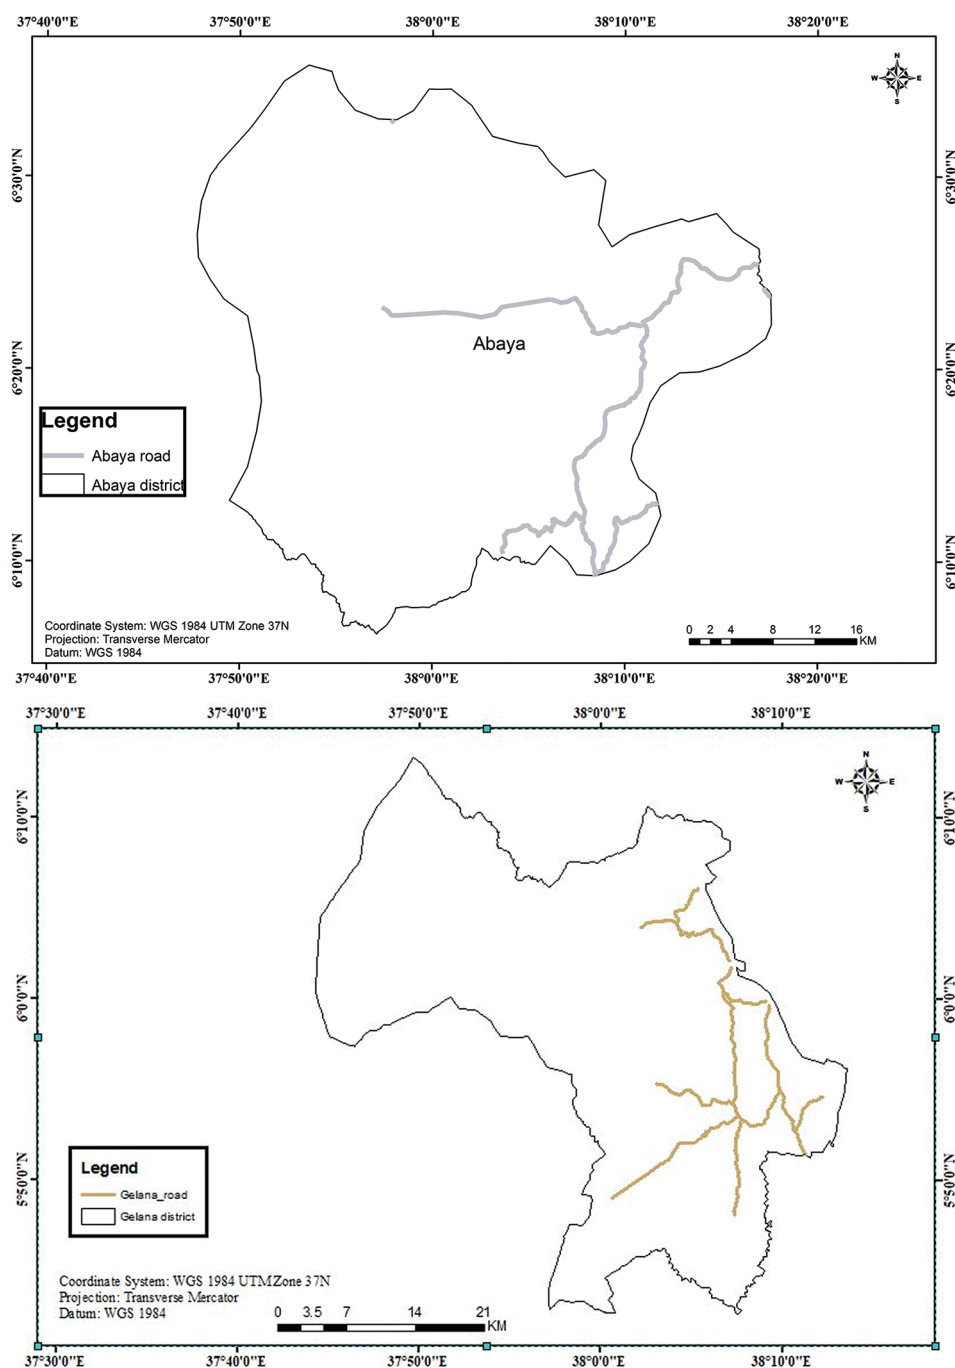 37°40'0"E 37°50'0"E 38°0'0"E 38°10'0"E 38°20'0"E
N
W E
S
6°30'0"N 6°30'0"N
Abaya
6°20'0"N 6°20'0"N
Legend
Abaya road
Abaya district
6°10'0"N 6°10'0"N
Coordinate System: WGS 1984 UTM Zone 37N
Projection: Transverse Mercator
Datum: WGS 1984
0 2 4 8 12 16
KM
37°40'0"E 37°50'0"E 38°0'0"E 38°10'0"E 38°20'0"E
37°30'0"E 37°40'0"E 37°50'0"E 38°0'0"E 38°10'0"E
N
W E
S
6°10'0"N 6°10'0"N
6°0'0"N 6°0'0"N
5°50'0"N 5°50'0"N
Legend
Gelana_road
Gelana district
Coordinate System: WGS 1984 UTM Zone 37N
Projection: Transverse Mercator
Datum: WGS 1984
0 3.5 7 14 21
KM
37°30'0"E 37°40'0"E 37°50'0"E 38°0'0"E 38°10'0"E